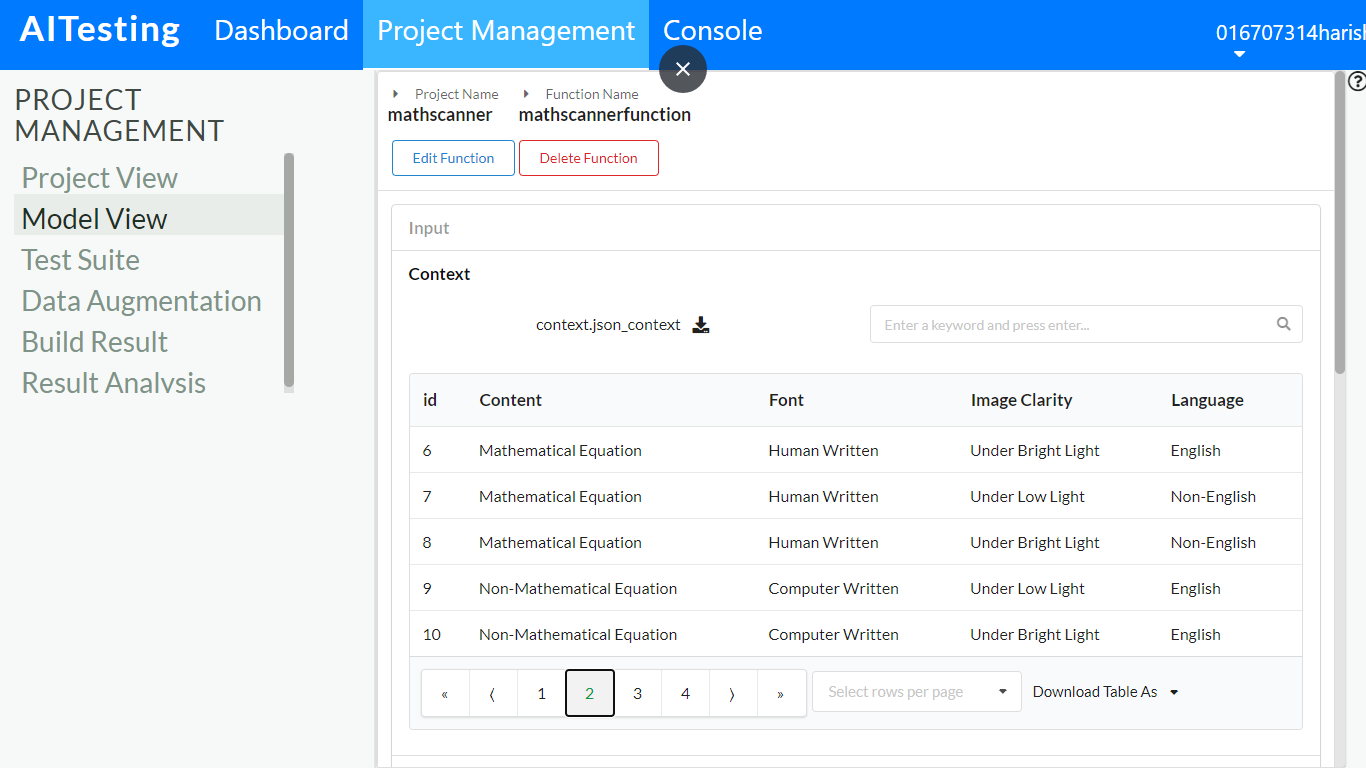 AITesting Dashboard Project Management Console 016707314harish
PROJECT
MANAGEMENT
Project View
Model View
Test Suite
Data Augmentation
Build Result
Result Analysis
Project Name Function Name
mathscanner mathscannerfunction
Edit Function Delete Function
Input
Context
context.json_context Enter a keyword and press enter...
id Content Font Image Clarity Language
6 Mathematical Equation Human Written Under Bright Light English
7 Mathematical Equation Human Written Under Low Light Non-English
8 Mathematical Equation Human Written Under Bright Light Non-English
9 Non-Mathematical Equation Computer Written Under Low Light English
10 Non-Mathematical Equation Computer Written Under Bright Light English
« ⟨ 1 2 3 4 ⟩ » Select rows per page Download Table As